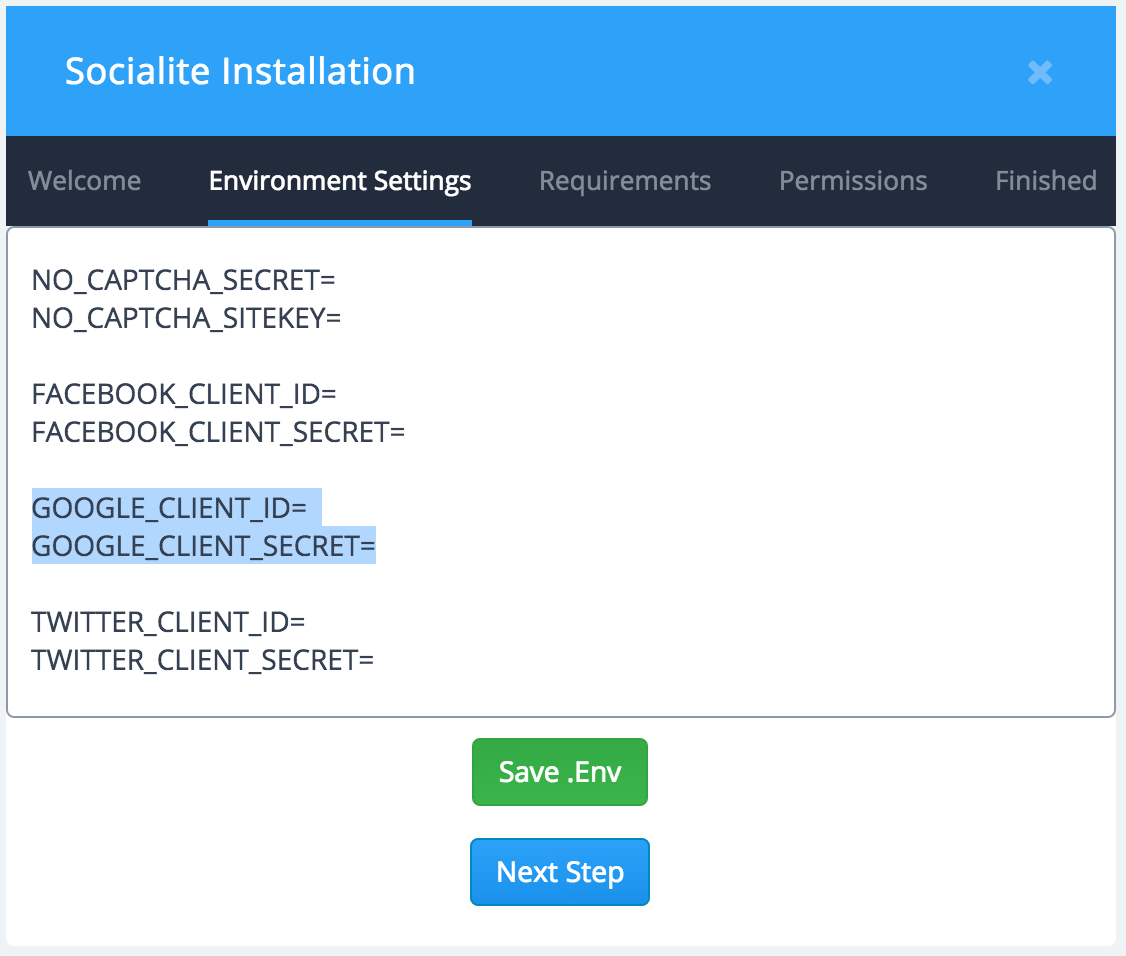 Socialite Installation
Welcome Environment Settings Requirements Permissions Finished
NO_CAPTCHA_SECRET=
NO_CAPTCHA_SITEKEY=
FACEBOOK_CLIENT_ID=
FACEBOOK_CLIENT_SECRET=
GOOGLE_CLIENT_ID=
GOOGLE_CLIENT_SECRET=
TWITTER_CLIENT_ID=
TWITTER_CLIENT_SECRET=
Save .Env
Next Step